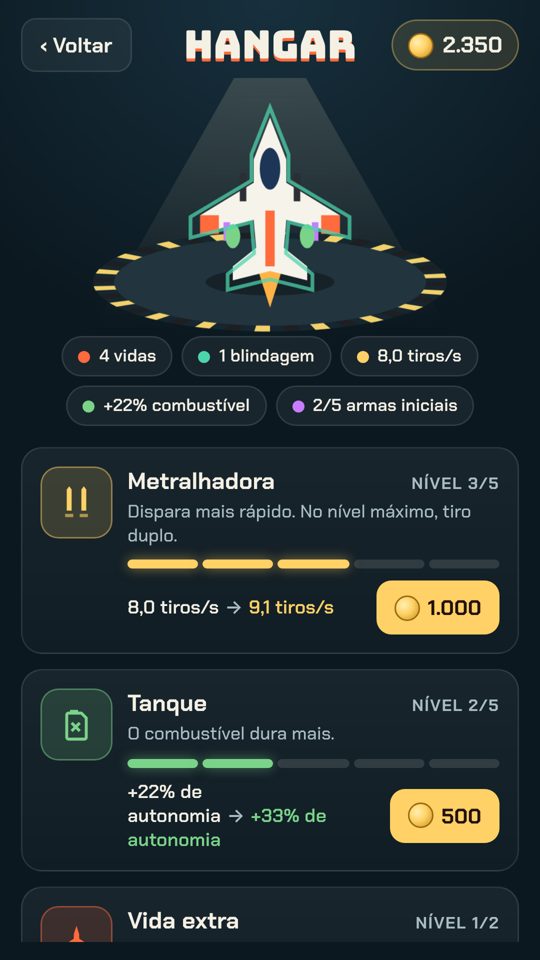 ‹ Voltar
HANGAR
2.350
4 vidas
1 blindagem
8,0 tiros/s
+22% combustível
2/5 armas iniciais
Metralhadora
NÍVEL 3/5
Dispara mais rápido. No nível máximo, tiro
duplo.
8,0 tiros/s → 9,1 tiros/s
1.000
Tanque
NÍVEL 2/5
O combustível dura mais.
+22% de
autonomia → +33% de
autonomia
500
Vida extra
NÍVEL 1/2